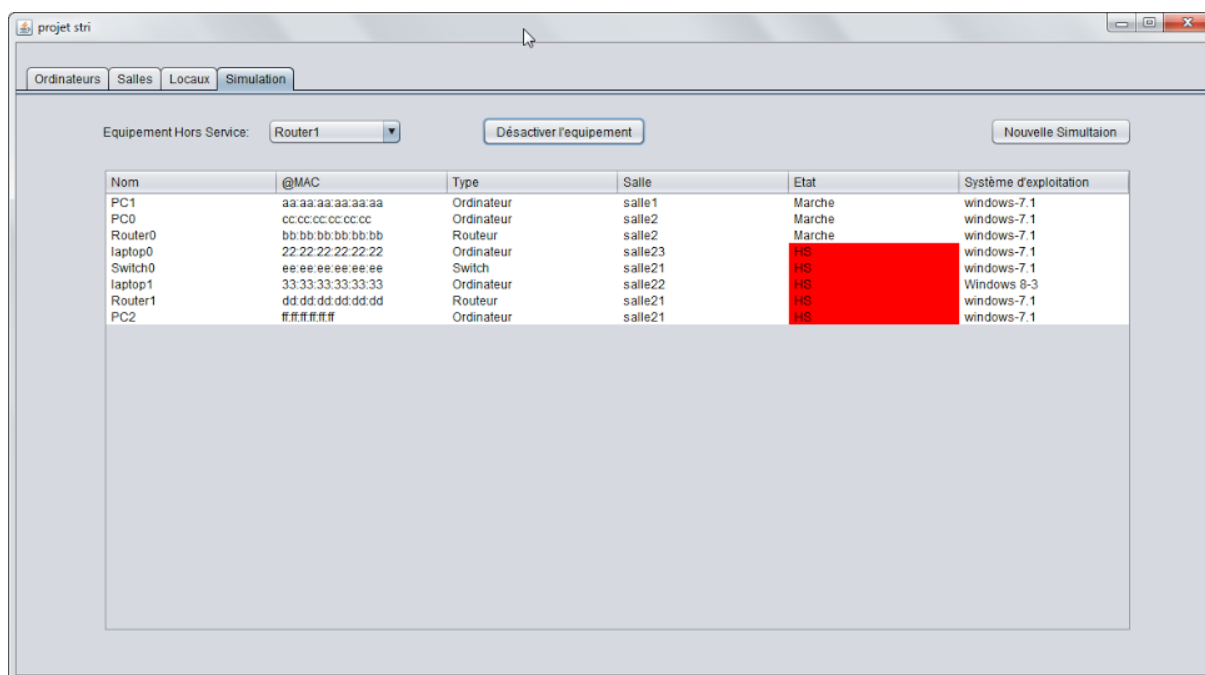 projet stri
Ordinateurs Salles Locaux Simulation
Equipement Hors Service: Router1 Désactiver l'equipement Nouvelle Simultaion
Nom @MAC Type Salle Etat Système d'exploitation
PC1 aa:aa:aa:aa:aa:aa Ordinateur salle1 Marche windows-7.1
PC0 cc:cc:cc:cc:cc:cc Ordinateur salle2 Marche windows-7.1
Router0 bb:bb:bb:bb:bb:bb Routeur salle2 Marche windows-7.1
laptop0 22:22:22:22:22:22 Ordinateur salle23 HS windows-7.1
Switch0 ee:ee:ee:ee:ee:ee Switch salle21 HS windows-7.1
laptop1 33:33:33:33:33:33 Ordinateur salle22 HS Windows 8-3
Router1 dd:dd:dd:dd:dd:dd Routeur salle21 HS windows-7.1
PC2 ff:ff:ff:ff:ff:ff Ordinateur salle21 HS windows-7.1